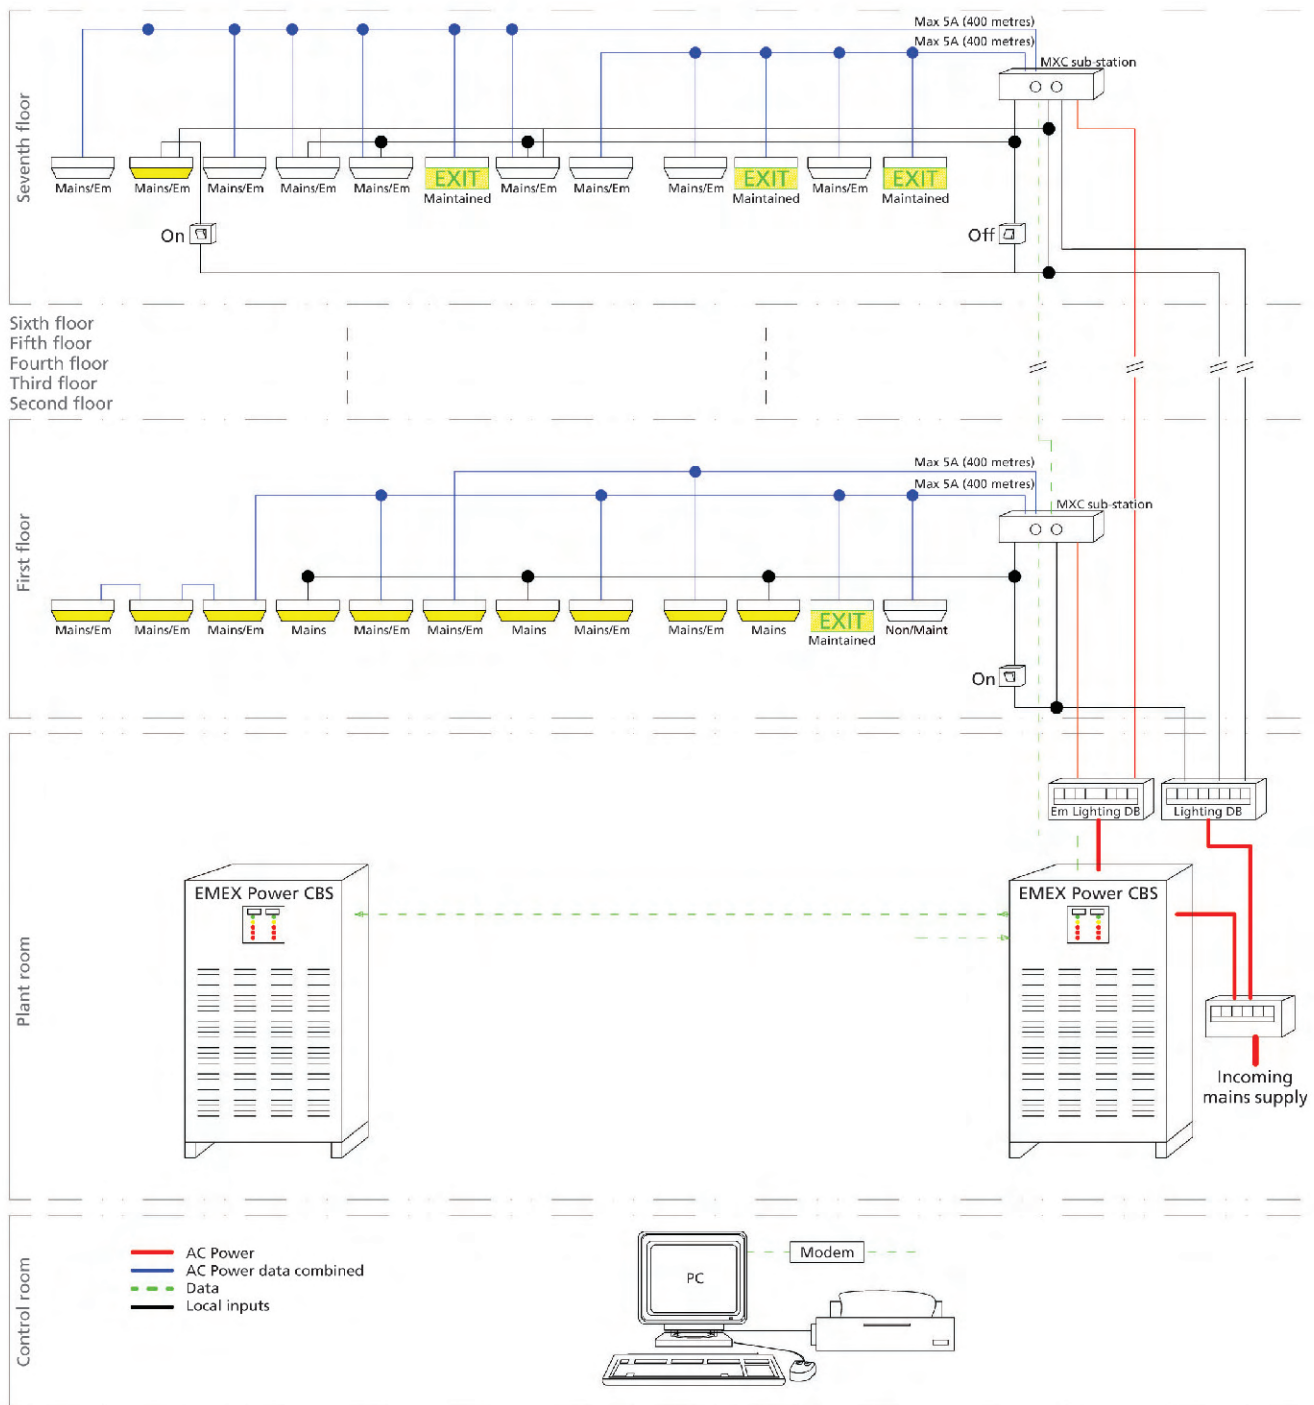 Seventh floor
Max 5A (400 metres)
Max 5A (400 metres)
MXC sub-station
Mains/Em
Mains/Em
Mains/Em
Mains/Em
Mains/Em
EXIT
Maintained
Mains/Em
Mains/Em
Mains/Em
EXIT
Maintained
Mains/Em
EXIT
Maintained
On
Off
Sixth floor
Fifth floor
Fourth floor
Third floor
Second floor
First floor
Max 5A (400 metres)
Max 5A (400 metres)
MXC sub-station
Mains/Em
Mains/Em
Mains/Em
Mains
Mains/Em
Mains/Em
Mains
Mains/Em
Mains/Em
Mains
EXIT
Maintained
Non/Maint
On
Plant room
Em Lighting DB
Lighting DB
EMEX Power CBS
EMEX Power CBS
Incoming
mains supply
Control room
AC Power
AC Power data combined
Data
Local inputs
PC
Modem